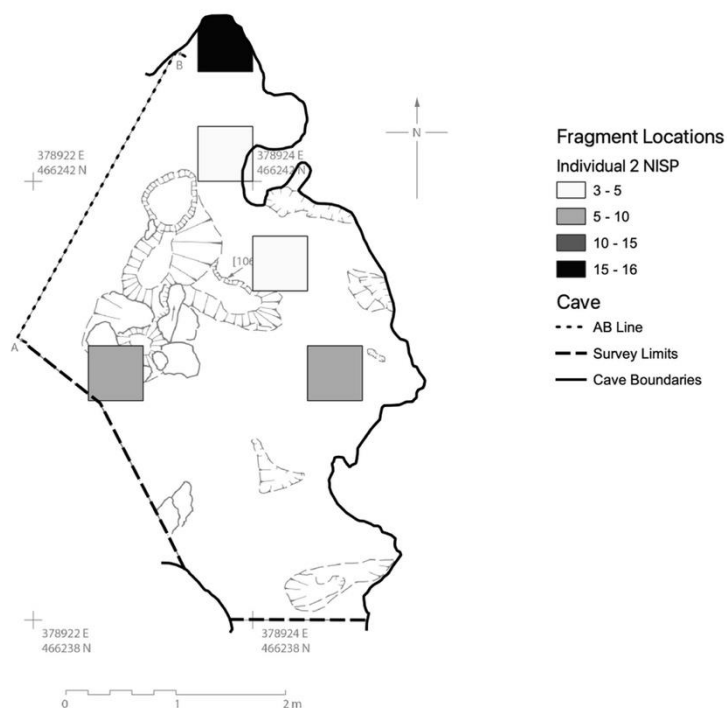 B
378922 E
466242 N
378924 E
466242 N
N
[106
A
378922 E
466238 N
378924 E
466238 N
0 1 2 m
Fragment Locations
Individual 2 NISP
3 - 5
5 - 10
10 - 15
15 - 16
Cave
AB Line
Survey Limits
Cave Boundaries